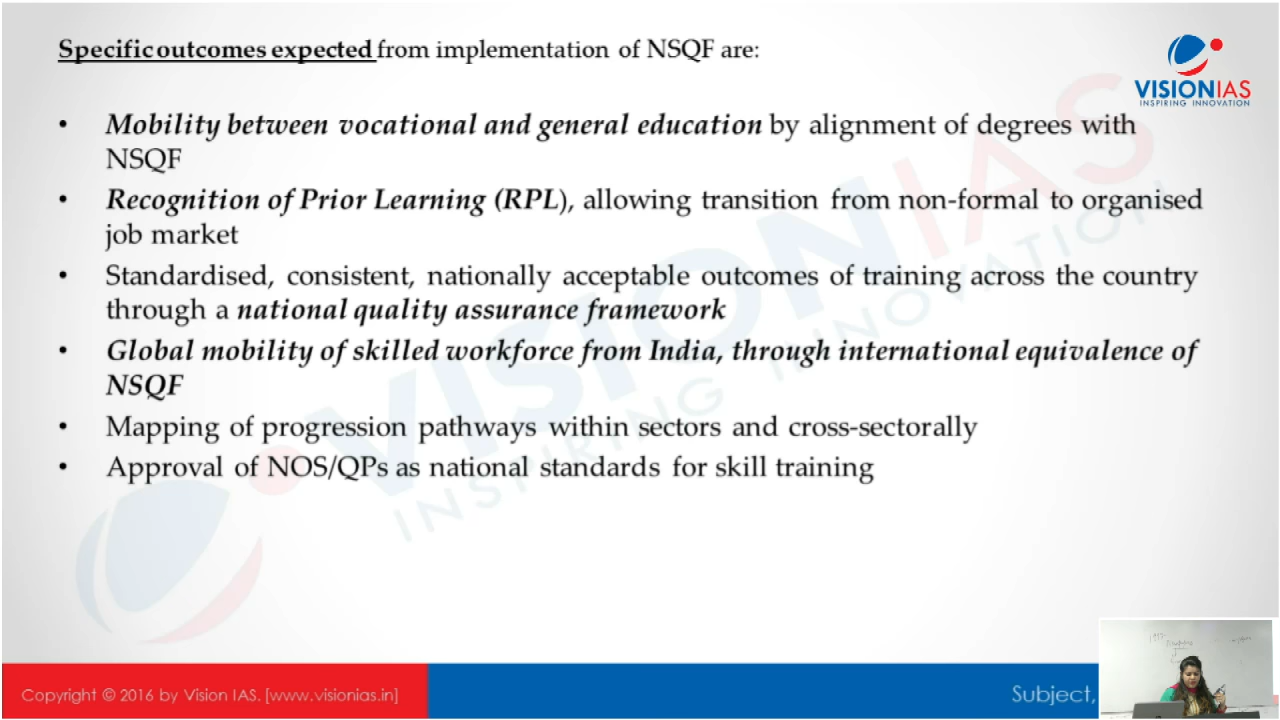 Specific outcomes expected from implementation of NSQF are:
VISIONIAS
INSPIRING INNOVATION
• Mobility between vocational and general education by alignment of degrees with
NSQF
• Recognition of Prior Learning (RPL), allowing transition from non-formal to organised
job market
• Standardised, consistent, nationally acceptable outcomes of training across the country
through a national quality assurance framework
• Global mobility of skilled workforce from India, through international equivalence of
NSQF
• Mapping of progression pathways within sectors and cross-sectorally
• Approval of NOS/QPs as national standards for skill training
VISIONIAS
INSPIRING INNOVATION
Copyright © 2016 by Vision IAS. [www.visionias.in]
Subject,